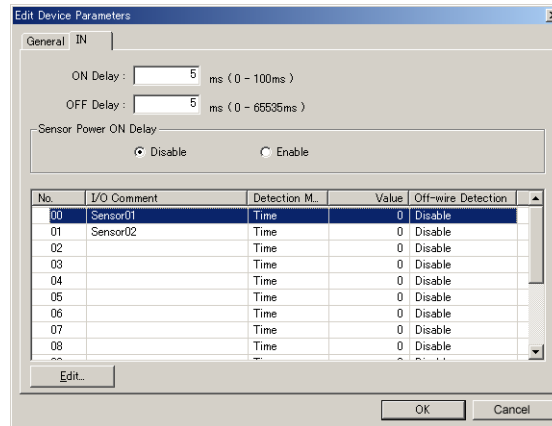 Edit Device Parameters
General IN
ON Delay : 5 ms ( 0 - 100ms )
OFF Delay : 5 ms ( 0 - 65535ms )
Sensor Power ON Delay
Disable Enable
No. I/O Comment Detection M... Value Off-wire Detection
00 Sensor01 Time 0 Disable
01 Sensor02 Time 0 Disable
02 Time 0 Disable
03 Time 0 Disable
04 Time 0 Disable
05 Time 0 Disable
06 Time 0 Disable
07 Time 0 Disable
08 Time 0 Disable
Edit...
OK Cancel